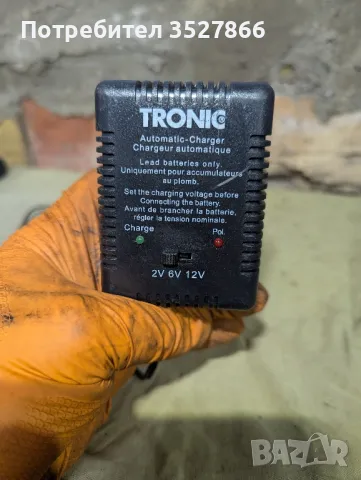 Потребител 3527866
TRONIC
Automatic-Charger
Chargeur automatique
Lead batteries only.
Uniquement pour accumulateurs
au plomb.
Set the charging voltage before
Connecting the battery.
Avant de brancher la batterie,
régler la tension nominale.
Charge Pol.
2V 6V 12V
BAZAR